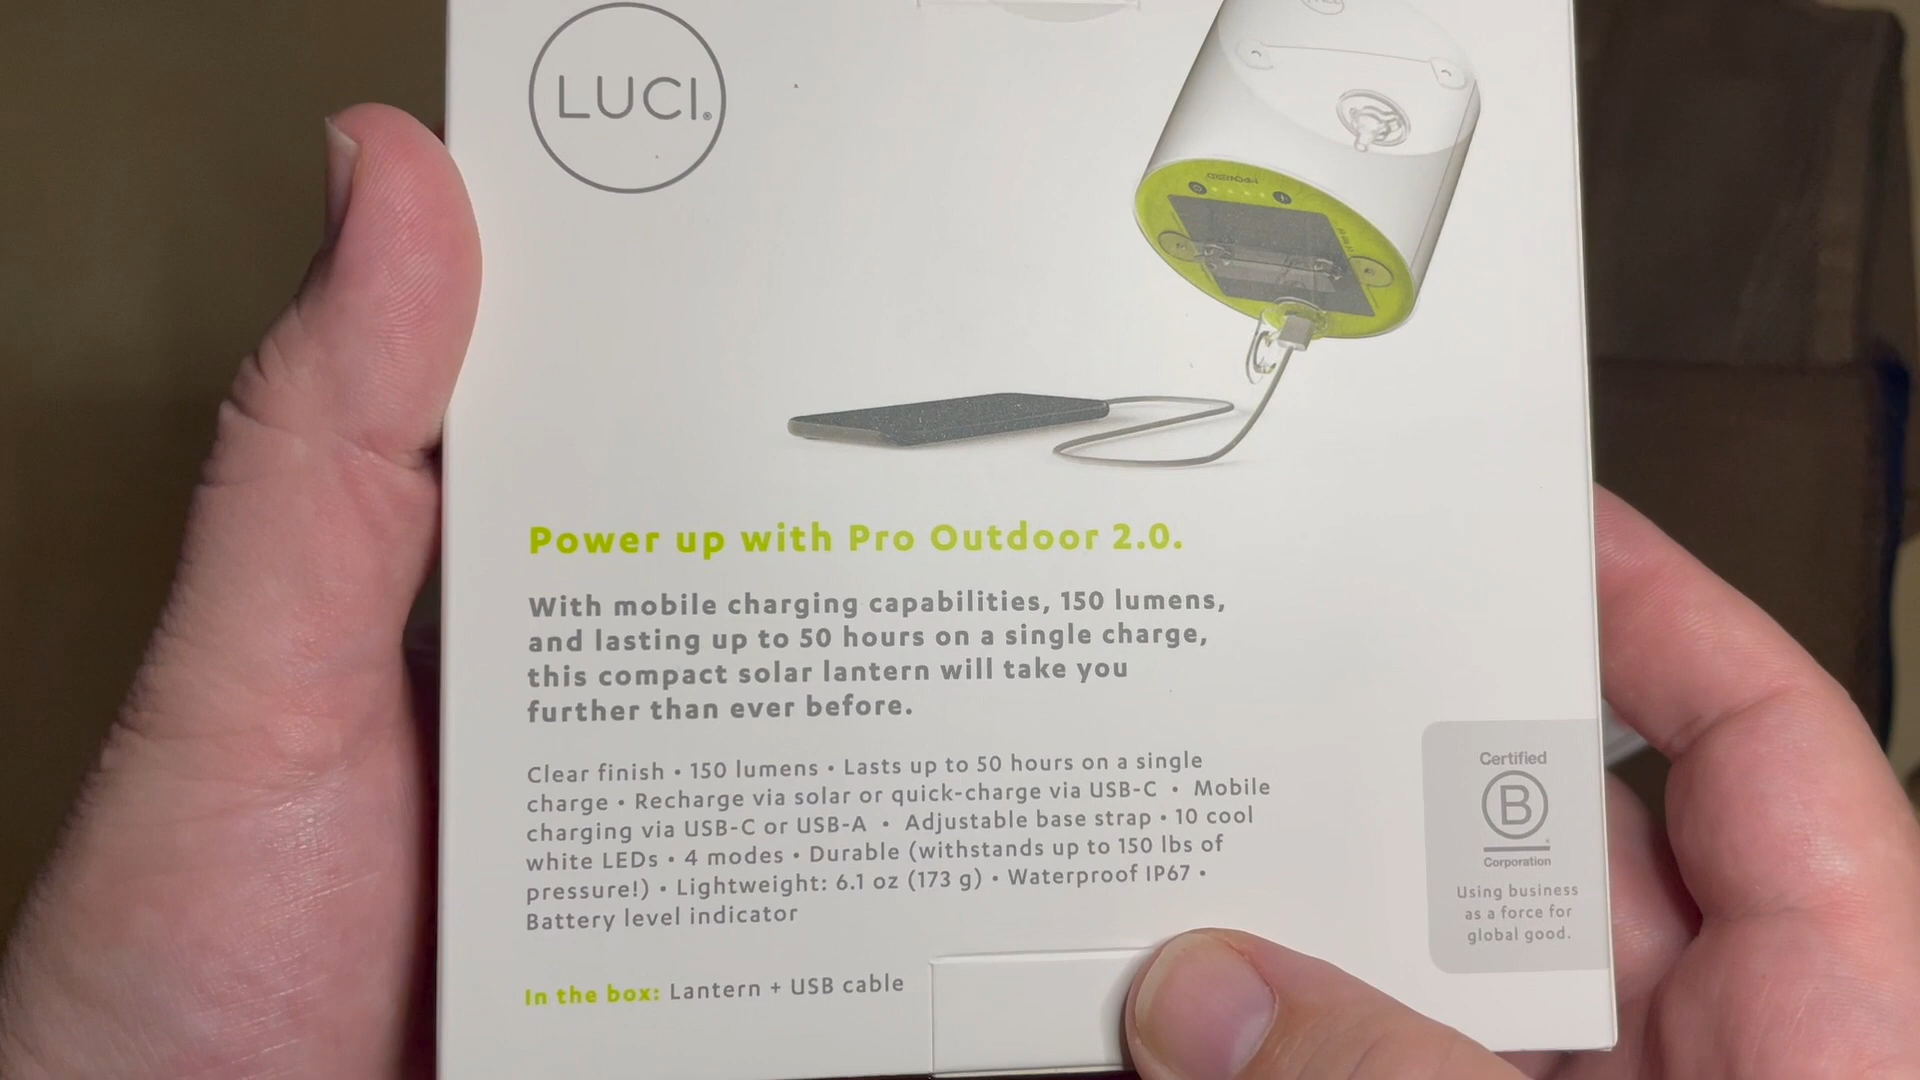 LUCI®
Power up with Pro Outdoor 2.0.
With mobile charging capabilities, 150 lumens,
and lasting up to 50 hours on a single charge,
this compact solar lantern will take you
further than ever before.
Clear finish • 150 lumens • Lasts up to 50 hours on a single
charge • Recharge via solar or quick-charge via USB-C • Mobile
charging via USB-C or USB-A • Adjustable base strap • 10 cool
white LEDs • 4 modes • Durable (withstands up to 150 lbs of
pressure!) • Lightweight: 6.1 oz (173 g) • Waterproof IP67 •
Battery level indicator
In the box: Lantern + USB cable
Certified
B
Corporation
Using business
as a force for
global good.